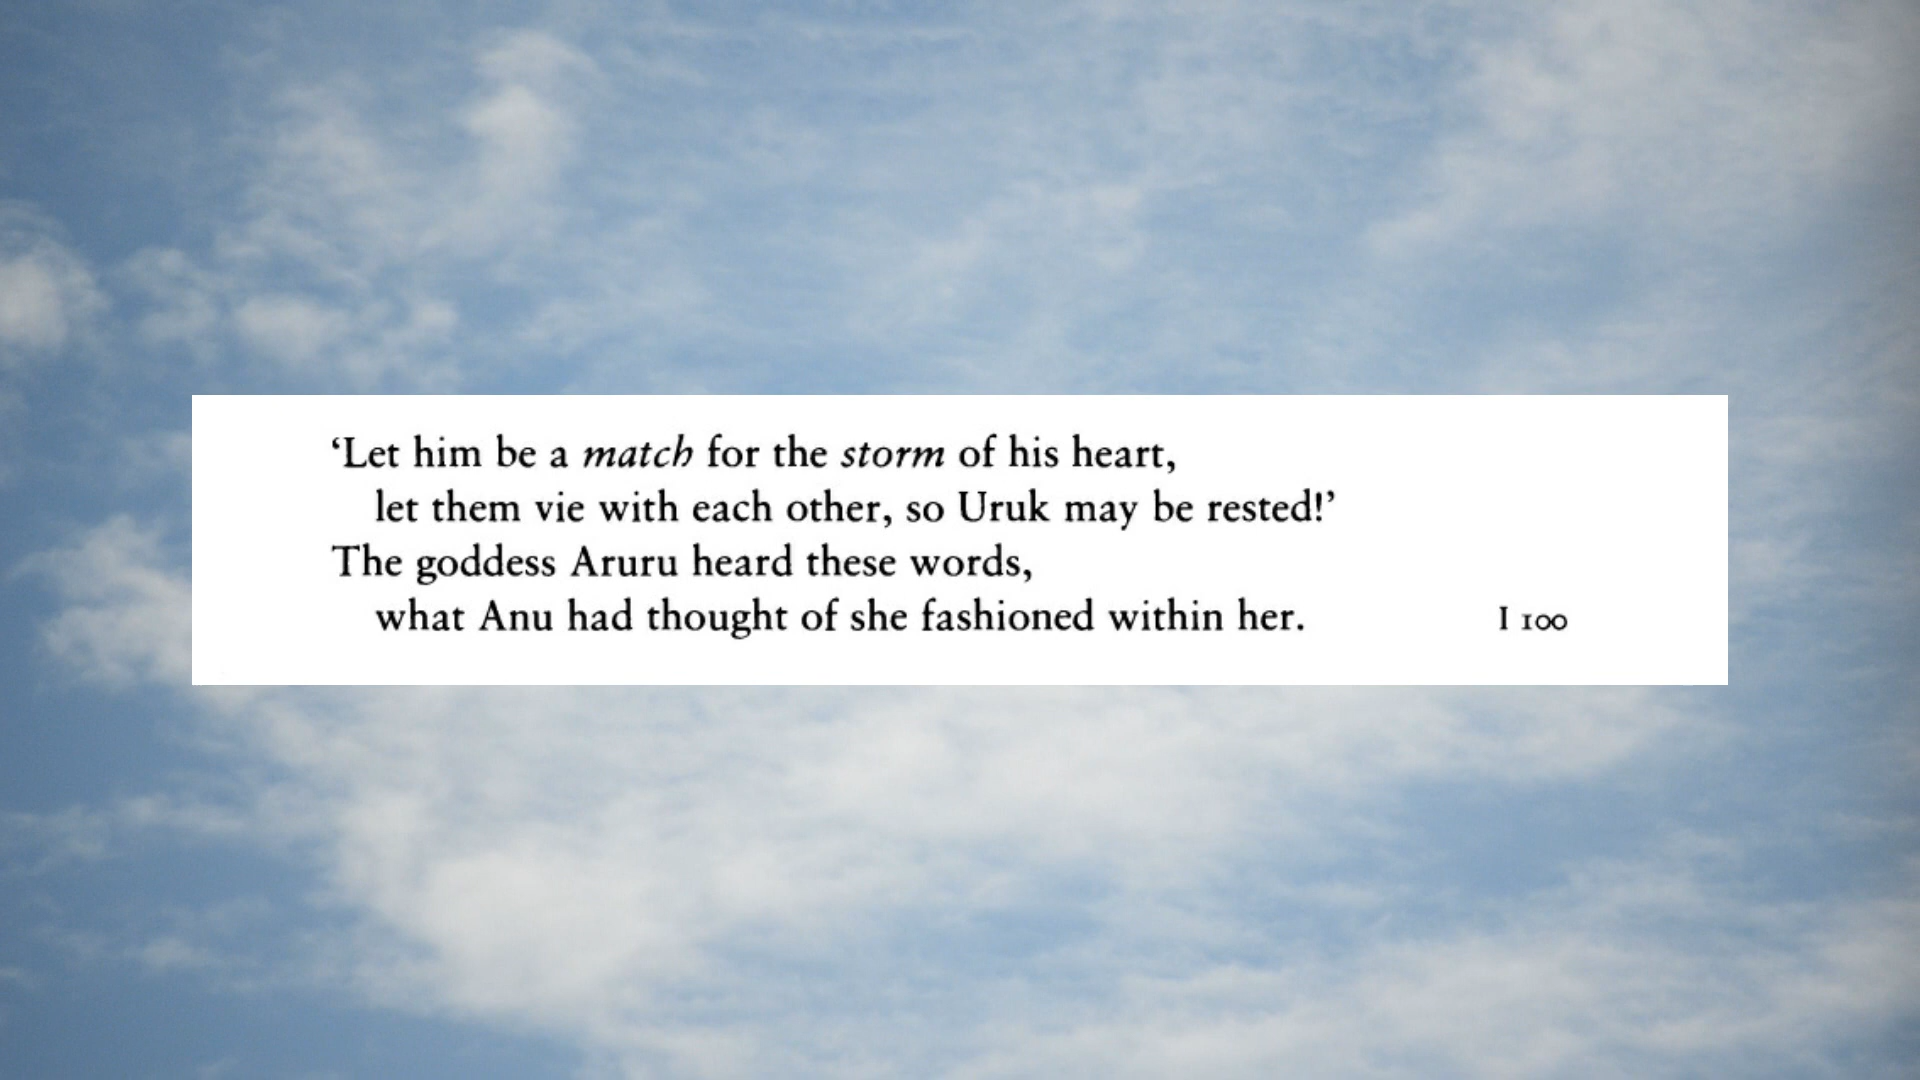 ‘Let him be a match for the storm of his heart,
let them vie with each other, so Uruk may be rested!’
The goddess Aruru heard these words,
what Anu had thought of she fashioned within her. I 100